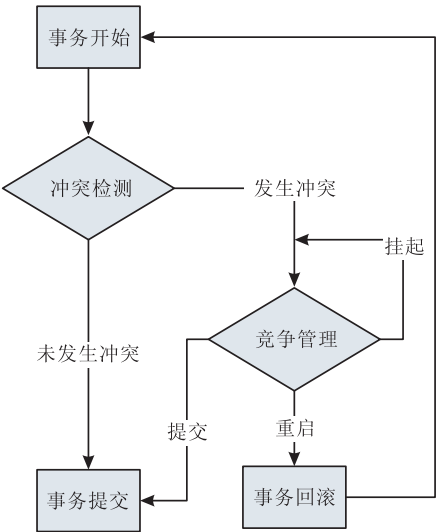 事务开始
冲突检测
发生冲突
挂起
竞争管理
未发生冲突
提交
重启
事务提交
事务回滚